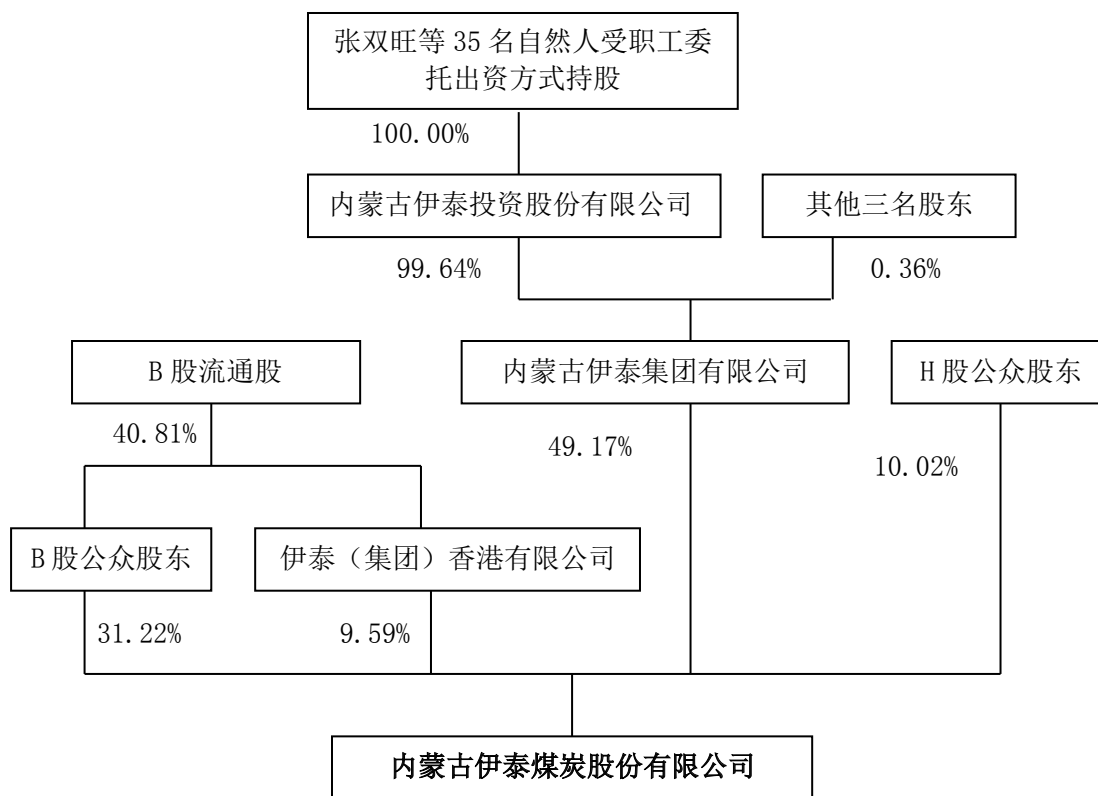 张双旺等 35 名自然人受职工委
托出资方式持股
100.00%
内蒙古伊泰投资股份有限公司
其他三名股东
99.64%
0.36%
B 股流通股
内蒙古伊泰集团有限公司
H 股公众股东
40.81%
49.17%
10.02%
B 股公众股东
伊泰（集团）香港有限公司
31.22%
9.59%
内蒙古伊泰煤炭股份有限公司